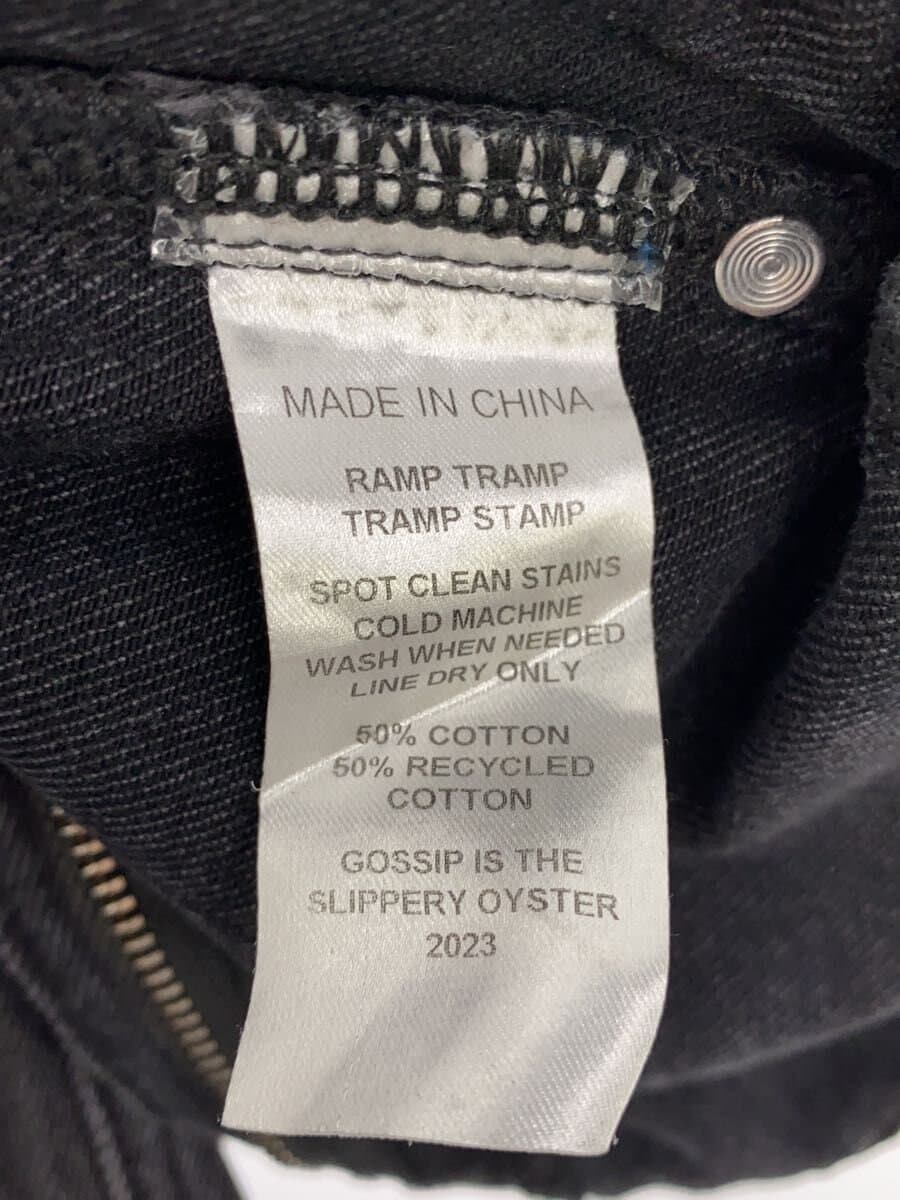 MADE IN CHINA
RAMP TRAMP
TRAMP STAMP
SPOT CLEAN STAINS
COLD MACHINE
WASH WHEN NEEDED
LINE DRY ONLY
50% COTTON
50% RECYCLED
COTTON
GOSSIP IS THE
SLIPPERY OYSTER
2023